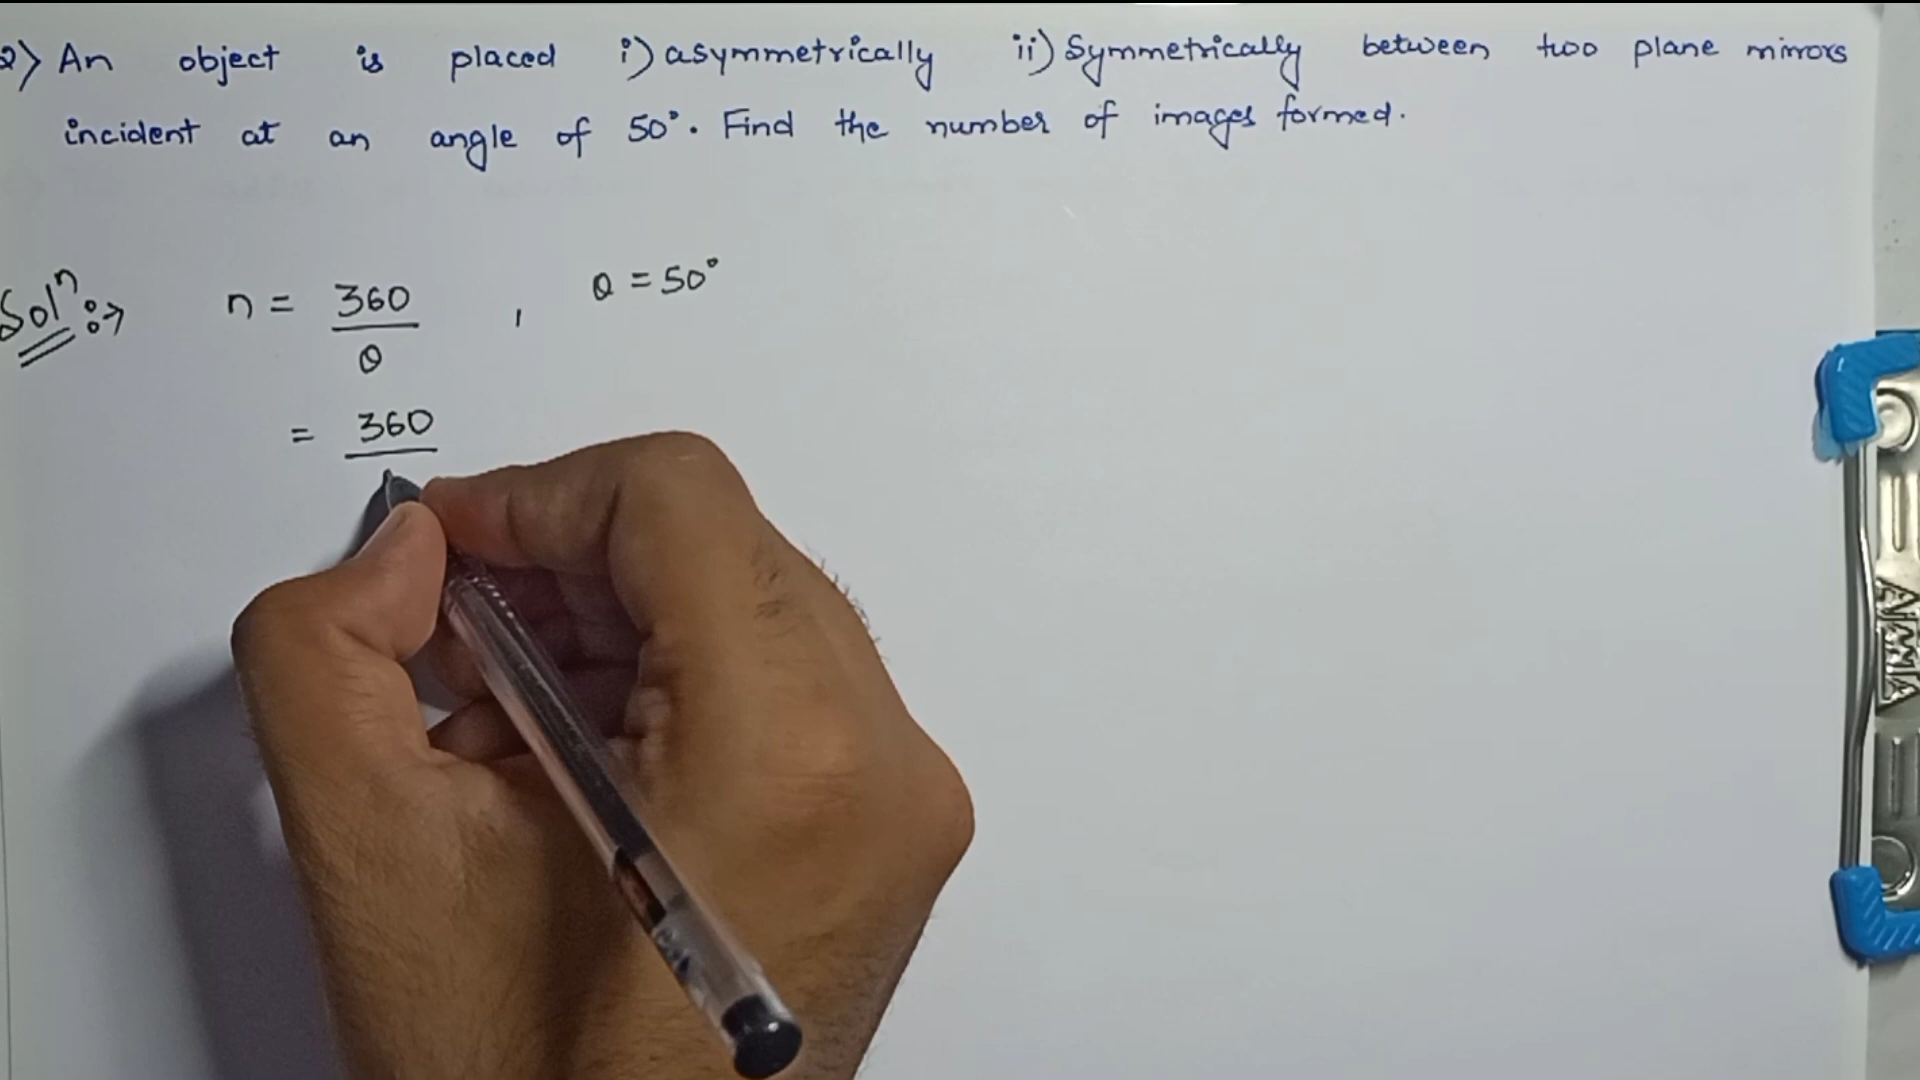 2) An object is placed i) asymmetrically ii) Symmetrically between two plane mirrors
incident at an angle of 50°. Find the number of images formed.
Solⁿ :→ n = 360/θ , θ = 50°
= 360